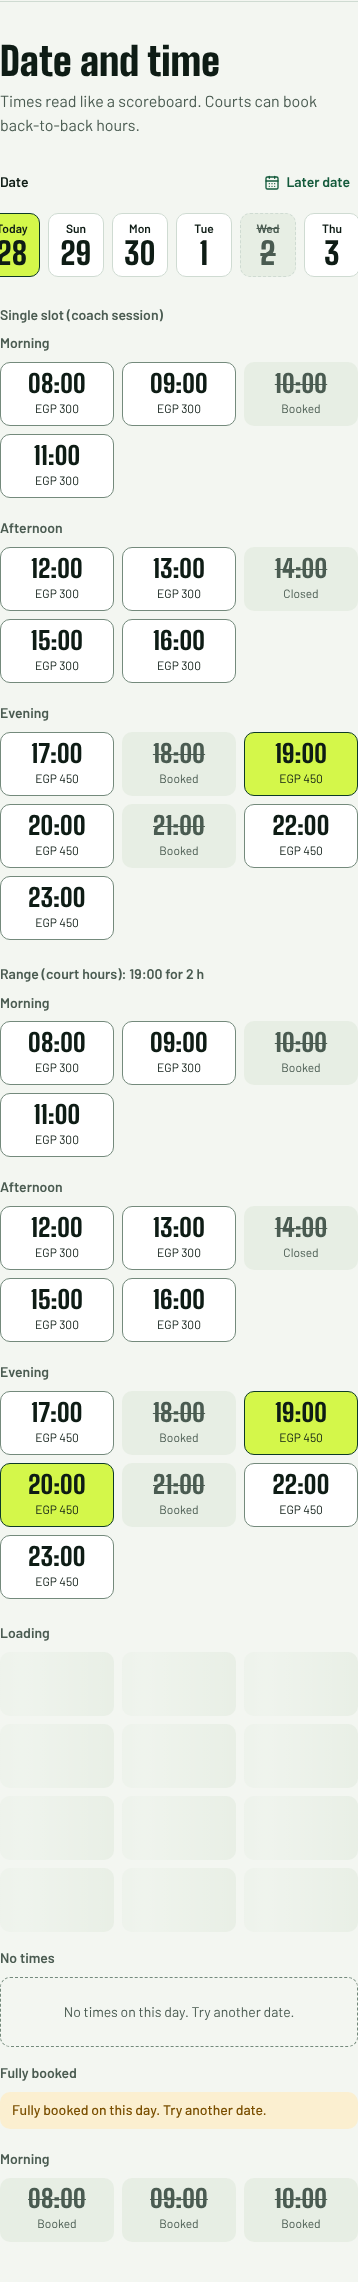 Date and time
Times read like a scoreboard. Courts can book
back-to-back hours.
Date
Later date
Today Sun Mon Tue Wed Thu
28 29 30 1 2 3
Single slot (coach session)
Morning
08:00 09:00 10:00
EGP 300 EGP 300 Booked
11:00
EGP 300
Afternoon
12:00 13:00 14:00
EGP 300 EGP 300 Closed
15:00 16:00
EGP 300 EGP 300
Evening
17:00 18:00 19:00
EGP 450 Booked EGP 450
20:00 21:00 22:00
EGP 450 Booked EGP 450
23:00
EGP 450
Range (court hours): 19:00 for 2 h
Morning
08:00 09:00 10:00
EGP 300 EGP 300 Booked
11:00
EGP 300
Afternoon
12:00 13:00 14:00
EGP 300 EGP 300 Closed
15:00 16:00
EGP 300 EGP 300
Evening
17:00 18:00 19:00
EGP 450 Booked EGP 450
20:00 21:00 22:00
EGP 450 Booked EGP 450
23:00
EGP 450
Loading
No times
No times on this day. Try another date.
Fully booked
Fully booked on this day. Try another date.
Morning
08:00 09:00 10:00
Booked Booked Booked